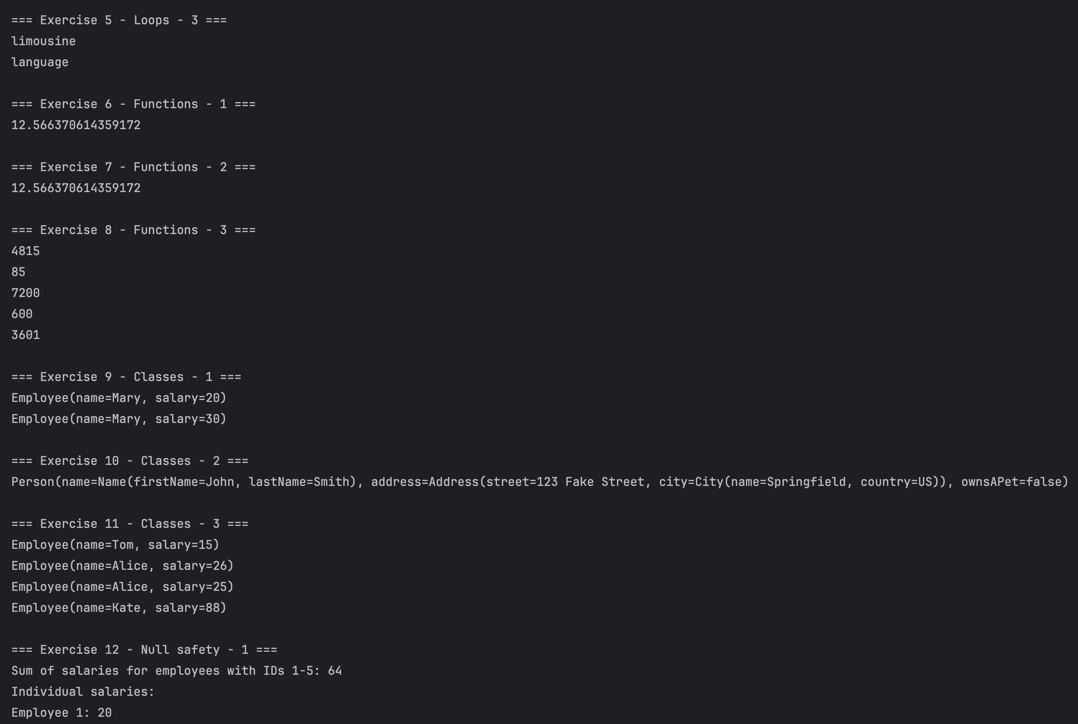 === Exercise 5 - Loops - 3 ===
limousine
language
=== Exercise 6 - Functions - 1 ===
12.566370614359172
=== Exercise 7 - Functions - 2 ===
12.566370614359172
=== Exercise 8 - Functions - 3 ===
4815
85
7200
600
3601
=== Exercise 9 - Classes - 1 ===
Employee(name=Mary, salary=20)
Employee(name=Mary, salary=30)
=== Exercise 10 - Classes - 2 ===
Person(name=Name(firstName=John, lastName=Smith), address=Address(street=123 Fake Street, city=City(name=Springfield, country=US)), ownsAPet=false)
=== Exercise 11 - Classes - 3 ===
Employee(name=Tom, salary=15)
Employee(name=Alice, salary=26)
Employee(name=Alice, salary=25)
Employee(name=Kate, salary=88)
=== Exercise 12 - Null safety - 1 ===
Sum of salaries for employees with IDs 1-5: 64
Individual salaries:
Employee 1: 20